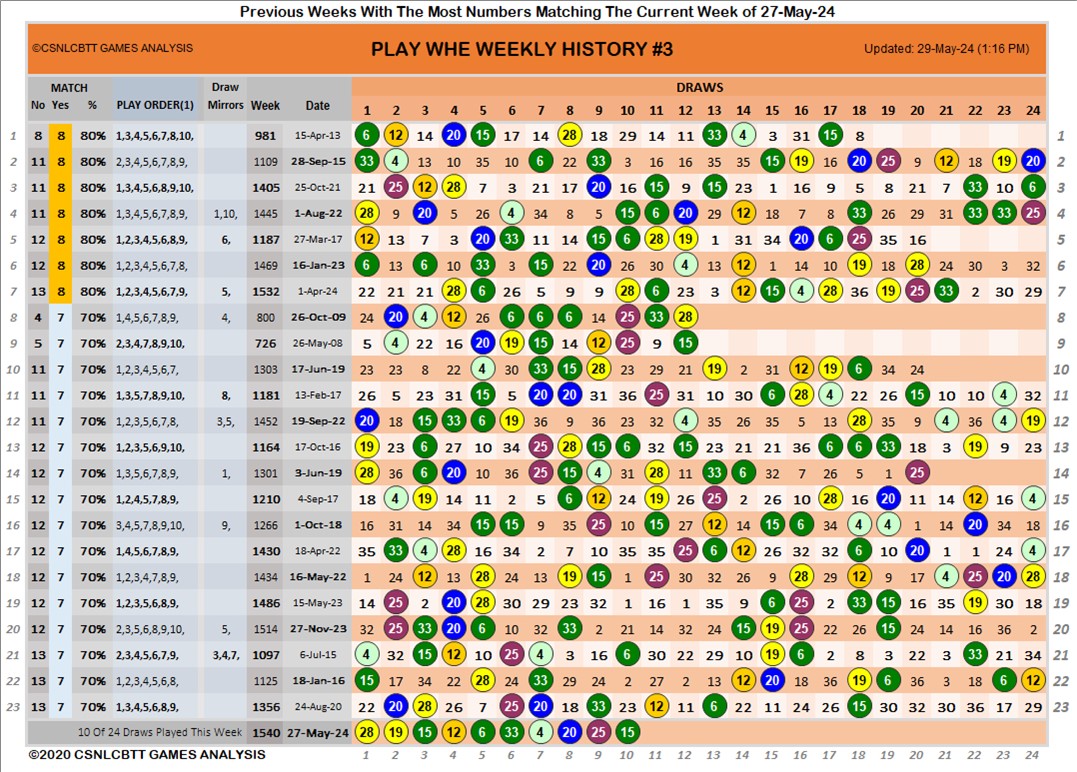 Previous Weeks With The Most Numbers Matching The Current Week of 27-May-24
©CSNLCBTT GAMES ANALYSIS PLAY WHE WEEKLY HISTORY #3 Updated: 29-May-24 (1:16 PM)
MATCH Draw DRAWS
No Yes % PLAY ORDER(1) Mirrors Week Date 1 2 3 4 5 6 7 8 9 10 11 12 13 14 15 16 17 18 19 20 21 22 23 24
1 8 8 80% 1,3,4,5,6,7,8,10, 981 15-Apr-13 6 12 14 20 15 17 14 28 18 29 14 11 33 4 3 31 17 8 1
2 11 8 80% 2,3,4,5,6,7,8,9, 1109 28-Sep-15 33 4 13 10 35 10 6 22 33 3 16 16 35 35 15 19 16 20 25 9 12 18 19 20 2
3 11 8 80% 1,3,4,5,6,8,9,10, 1405 25-Oct-21 21 25 12 28 7 3 21 17 20 16 15 9 15 23 1 16 9 5 8 21 7 33 10 6 3
4 11 8 80% 1,3,4,5,6,7,8,9, 1,10, 1445 1-Aug-22 28 9 20 5 26 4 34 8 5 15 6 20 29 12 18 7 8 33 26 29 31 33 33 25 4
5 12 8 80% 1,2,3,4,5,6,8,9, 6, 1187 27-Mar-17 12 13 7 3 20 33 11 14 15 6 28 19 1 31 34 20 6 25 35 16 5
6 12 8 80% 1,2,3,4,5,6,7,8, 1469 16-Jan-23 6 13 6 10 33 3 15 22 20 26 30 4 13 12 1 14 10 19 18 28 24 30 3 32 6
7 13 8 80% 1,2,3,4,5,6,7,9, 5, 1532 1-Apr-24 22 21 21 28 6 26 5 9 9 28 6 23 3 12 15 4 28 36 19 25 33 2 30 29 7
8 4 7 70% 1,4,5,6,7,8,9, 4, 800 26-Oct-09 24 20 4 12 26 6 6 6 14 25 33 28 8
9 5 7 70% 2,3,4,7,8,9,10, 726 26-May-08 5 4 22 16 20 19 15 14 12 25 9 15 9
10 11 7 70% 1,2,3,4,5,6,7, 1303 17-Jun-19 23 23 8 22 4 30 33 15 28 23 29 21 19 2 31 12 19 6 34 24 10
11 11 7 70% 1,3,5,7,8,9,10, 8, 1181 13-Feb-17 26 5 23 31 15 5 20 20 31 36 25 31 10 30 6 28 4 22 26 15 10 10 4 32 11
12 12 7 70% 1,2,3,5,6,7,8, 3,5, 1452 19-Sep-22 20 18 15 33 6 19 36 9 36 23 32 4 35 26 35 5 13 28 35 9 4 36 4 19 12
13 12 7 70% 1,2,3,5,6,9,10, 1164 17-Oct-16 19 23 6 27 10 34 25 28 15 6 32 15 23 21 21 36 6 6 33 18 3 19 9 23 13
14 12 7 70% 1,3,5,6,7,8,9, 1, 1301 3-Jun-19 28 36 6 20 10 36 25 15 4 31 28 11 33 6 32 7 26 5 1 25 14
15 12 7 70% 1,2,4,5,7,8,9, 1210 4-Sep-17 18 4 19 14 11 2 5 6 12 24 19 26 25 2 26 10 28 16 20 11 14 12 16 4 15
16 12 7 70% 3,4,5,7,8,9,10, 9, 1266 1-Oct-18 16 31 14 34 15 15 9 35 25 10 15 27 12 14 15 6 34 4 4 1 14 20 34 18 16
17 12 7 70% 1,4,5,6,7,8,9, 1430 18-Apr-22 35 33 4 28 16 34 2 7 10 35 35 25 6 12 26 32 32 6 10 20 1 1 24 4 17
18 12 7 70% 1,2,3,4,7,8,9, 1434 16-May-22 1 24 12 13 28 24 13 19 15 1 25 30 32 26 9 28 29 12 9 17 4 25 20 28 18
19 12 7 70% 1,2,3,5,6,8,9, 1486 15-May-23 14 25 2 20 28 30 29 23 32 1 16 1 35 9 6 25 19 33 15 16 35 19 30 18 19
20 12 7 70% 2,3,5,6,8,9,10, 5, 1514 27-Nov-23 32 25 33 20 6 10 32 33 2 21 14 32 24 15 19 25 22 26 15 24 14 16 36 2 20
21 13 7 70% 2,3,4,5,6,7,9, 3,4,7, 1097 6-Jul-15 4 32 15 12 10 25 4 3 16 6 30 22 29 10 19 6 2 8 3 22 3 33 21 34 21
22 13 7 70% 1,2,3,4,5,6,8, 1125 18-Jan-16 15 17 34 22 28 24 33 29 24 2 27 2 14 12 20 18 36 19 6 36 3 18 6 12 22
23 13 7 70% 1,3,4,5,6,8,9, 1356 24-Aug-20 22 20 28 26 7 25 20 18 33 23 12 13 6 22 11 24 26 15 30 32 30 36 17 29 23
10 Of 24 Draws Played This Week 1540 27-May-24 28 19 15 12 6 33 4 20 25 15
©2020 CSNLCBTT GAMES ANALYSIS 1 2 3 4 5 6 7 8 9 10 11 12 13 14 15 16 17 18 19 20 21 22 23 24